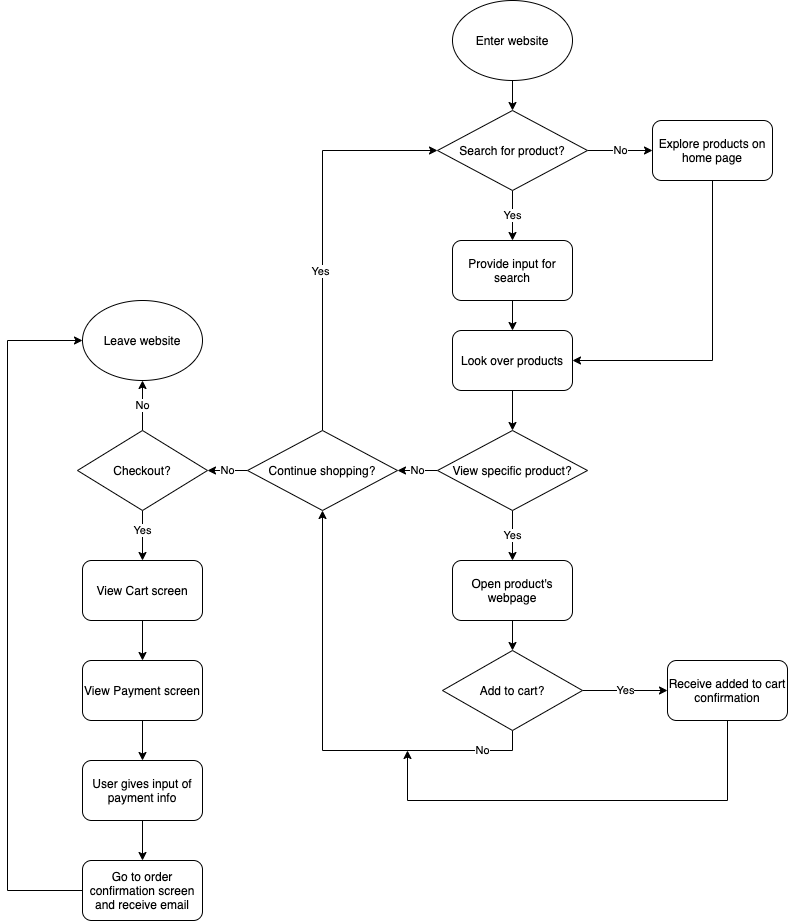 Enter website
Search for product?
No
Explore products on
home page
Yes
Provide input for
search
Yes
Leave website
Look over products
No
Checkout?
No
Continue shopping?
No
View specific product?
Yes
Yes
View Cart screen
Open product's
webpage
View Payment screen
Add to cart?
Yes
Receive added to cart
confirmation
No
User gives input of
payment info
Go to order
confirmation screen
and receive email